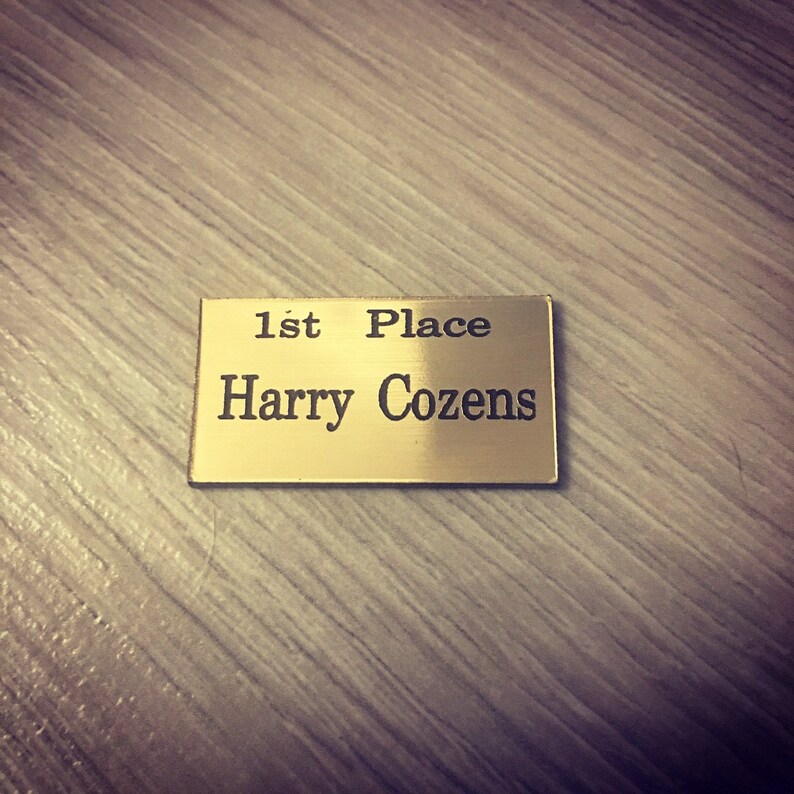 1st Place
Harry Cozens